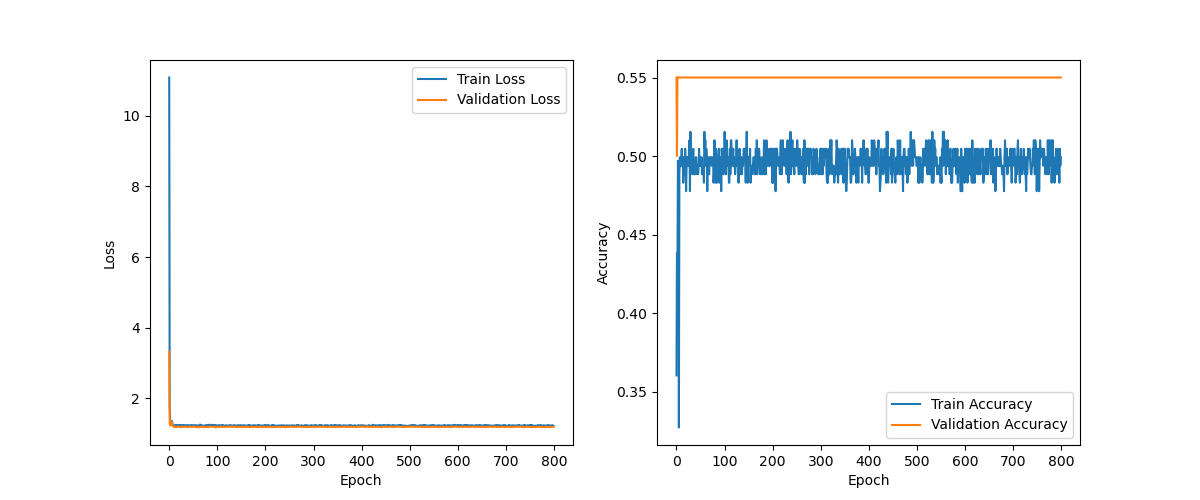 Train Loss
Validation Loss
10
8
6
4
2
Loss
0 100 200 300 400 500 600 700 800
Epoch
0.55
0.50
0.45
0.40
0.35
Accuracy
Train Accuracy
Validation Accuracy
0 100 200 300 400 500 600 700 800
Epoch